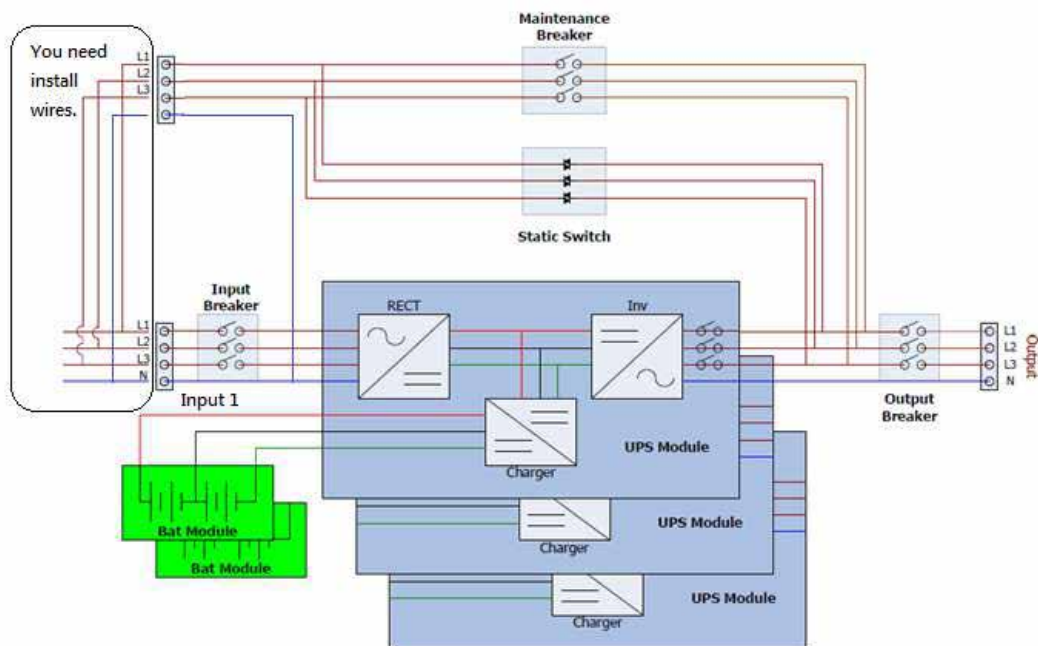 Maintenance
Breaker
You need
install
wires.
L1
L2
L3
Static Switch
Input
Breaker
RECT
Inv
L1
L2
L3
N
Input 1
L1
L2
L3
N
Output
Output
Breaker
Charger
UPS Module
Bat Module
Charger
UPS Module
Bat Module
Charger
UPS Module